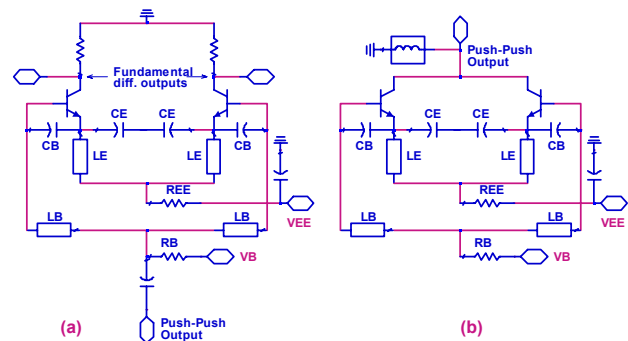 Fundamental
diff. outputs
CE CE
CB CB
LE LE
REE
VEE
LB LB
RB
VB
(a)
Push-Push
Output
Push-Push
Output
CE CE
CB CB
LE LE
REE
VEE
LB LB
RB
VB
(b)